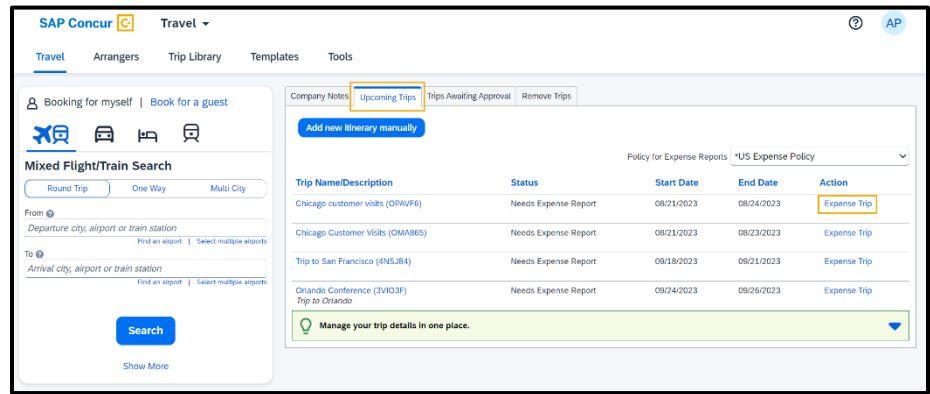 SAP Concur C Travel
AP
Travel Arrangers Trip Library Templates Tools
Booking for myself | Book for a guest
Mixed Flight/Train Search
Round Trip One Way Multi City
From
Departure city, airport or train station
Find an airport | Select multiple airports
To
Arrival city, airport or train station
Find an airport | Select multiple airports
Search
Show More
Company Notes Upcoming Trips Trips Awaiting Approval Remove Trips
Add new itinerary manually
Policy for Expense Reports *US Expense Policy
Trip Name/Description Status Start Date End Date Action
Chicago customer visits (OPAVF6) Needs Expense Report 08/21/2023 08/24/2023 Expense Trip
Chicago Customer Visits (OMA865) Needs Expense Report 08/21/2023 08/23/2023 Expense Trip
Trip to San Francisco (4NSJ84) Needs Expense Report 09/18/2023 09/21/2023 Expense Trip
Orlando Conference (3VIO3F) Needs Expense Report 09/24/2023 09/26/2023 Expense Trip
Trip to Orlando
Manage your trip details in one place.